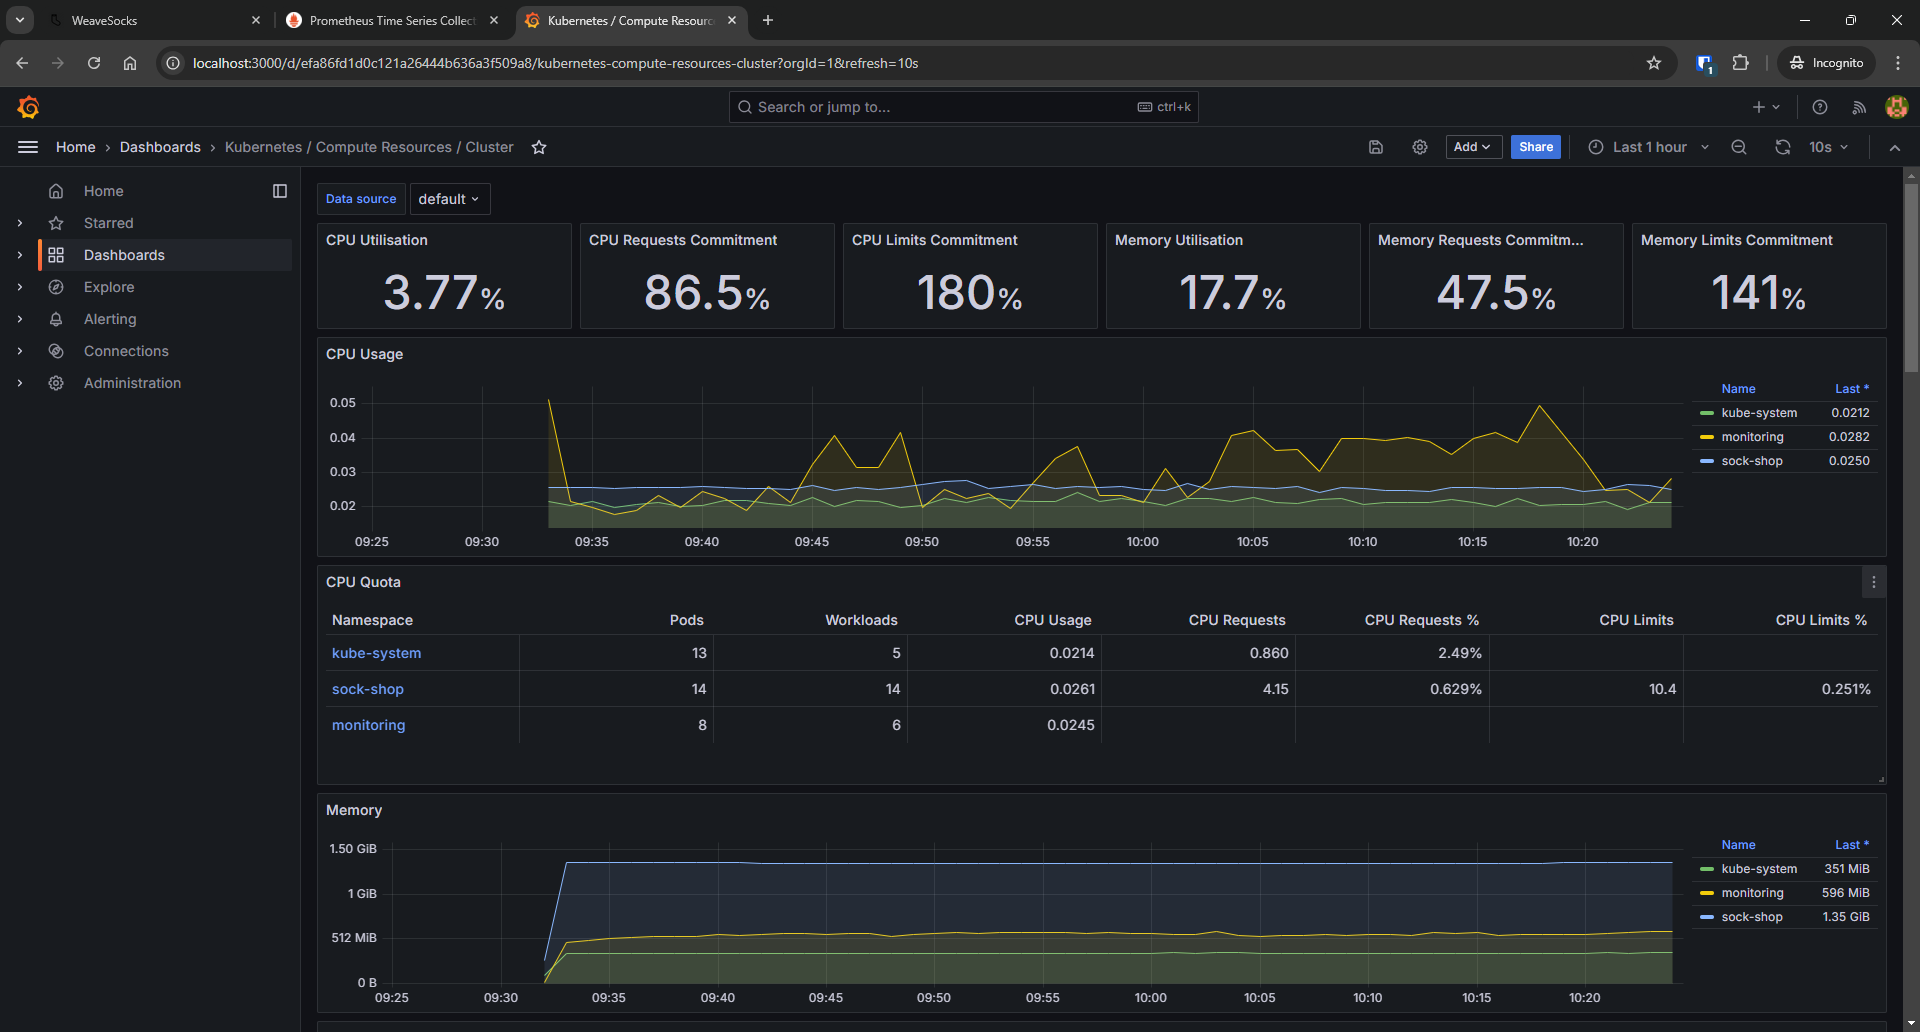 WeaveSocks
Prometheus Time Series Collect
Kubernetes / Compute Resourc
localhost:3000/d/efa86fd1d0c121a26444b636a3f509a8/kubernetes-compute-resources-cluster?orgId=1&refresh=10s
1
Incognito
Search or jump to...
ctrl+k
Home › Dashboards › Kubernetes / Compute Resources / Cluster
Add
Share
Last 1 hour
10s
Home
Starred
Dashboards
Explore
Alerting
Connections
Administration
Data source
default
CPU Utilisation
3.77%
CPU Requests Commitment
86.5%
CPU Limits Commitment
180%
Memory Utilisation
17.7%
Memory Requests Commitm...
47.5%
Memory Limits Commitment
141%
CPU Usage
0.05
0.04
0.03
0.02
09:25 09:30 09:35 09:40 09:45 09:50 09:55 10:00 10:05 10:10 10:15 10:20
Name Last *
kube-system 0.0212
monitoring 0.0282
sock-shop 0.0250
CPU Quota
Namespace Pods Workloads CPU Usage CPU Requests CPU Requests % CPU Limits CPU Limits %
kube-system 13 5 0.0214 0.860 2.49%
sock-shop 14 14 0.0261 4.15 0.629% 10.4 0.251%
monitoring 8 6 0.0245
Memory
1.50 GiB
1 GiB
512 MiB
0 B
09:25 09:30 09:35 09:40 09:45 09:50 09:55 10:00 10:05 10:10 10:15 10:20
Name Last *
kube-system 351 MiB
monitoring 596 MiB
sock-shop 1.35 GiB